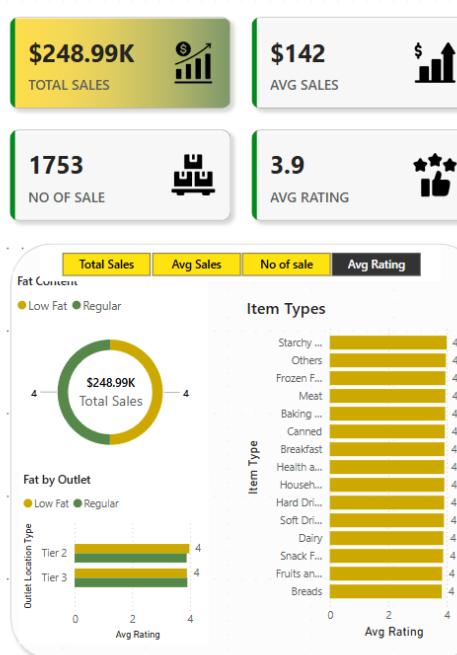 $248.99K
TOTAL SALES
$
$142
AVG SALES
$
1753
NO OF SALE
3.9
AVG RATING
Total Sales
Avg Sales
No of sale
Avg Rating
Fat Content
Low Fat
Regular
4
$248.99K
Total Sales
4
Fat by Outlet
Low Fat
Regular
Outlet Location Type
Tier 2
4
Tier 3
4
0
2
4
Avg Rating
Item Types
Item Type
Starchy ...
4
Others
4
Frozen F...
4
Meat
4
Baking ...
4
Canned
4
Breakfast
4
Health a...
4
Househ...
4
Hard Dri...
4
Soft Dri...
4
Dairy
4
Snack F...
4
Fruits an...
4
Breads
4
0
2
4
Avg Rating